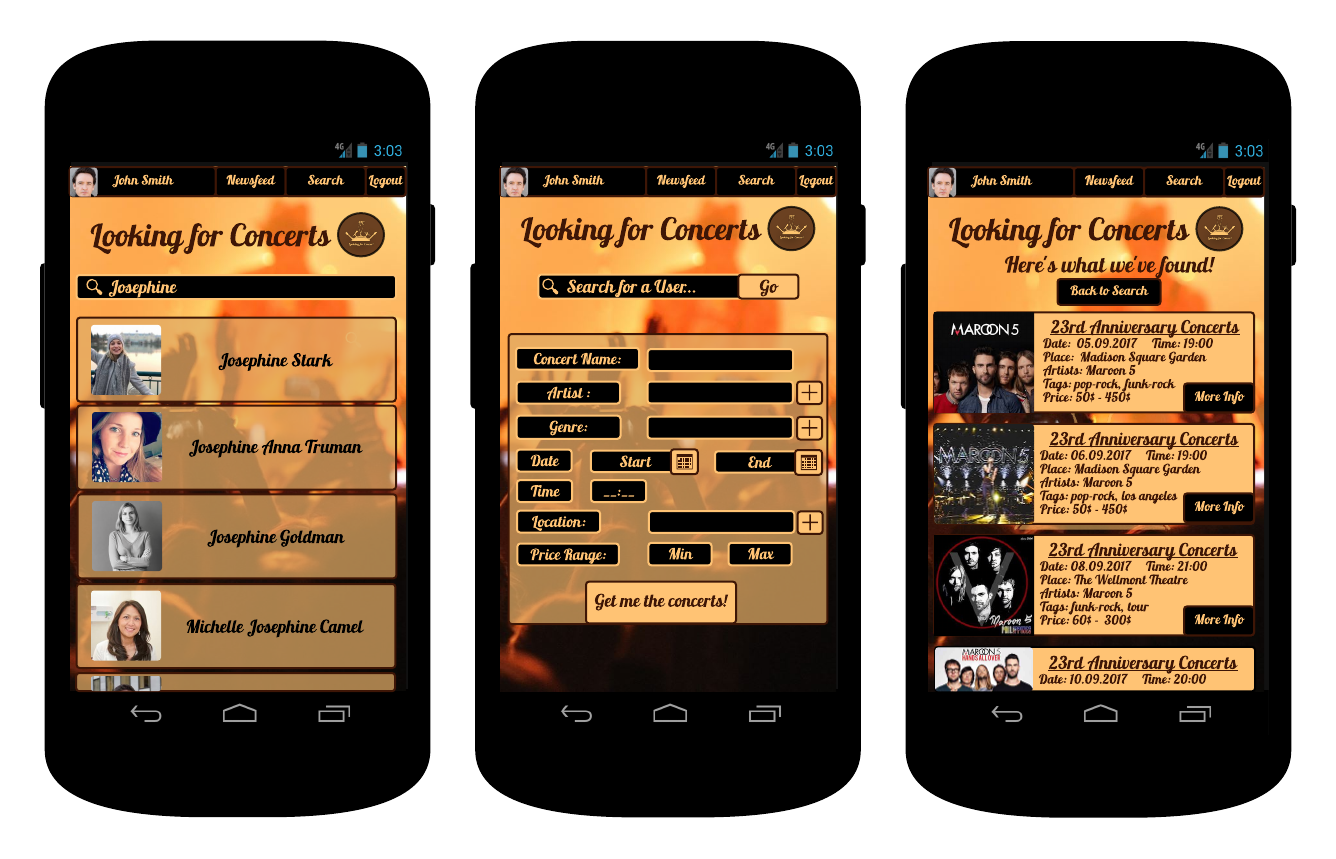 4G 3:03
John Smith Newsfeed Search Logout
Looking for Concerts
Josephine
Josephine Stark
Josephine Anna Truman
Josephine Goldman
Michelle Josephine Camel
4G 3:03
John Smith Newsfeed Search Logout
Looking for Concerts
Search for a User... Go
Concert Name:
Artist :
Genre:
Date Start End
Time __:__
Location:
Price Range: Min Max
Get me the concerts!
4G 3:03
John Smith Newsfeed Search Logout
Looking for Concerts
Here's what we've found!
Back to Search
MAROON 5
23rd Anniversary Concerts
Date: 05.09.2017 Time: 19:00
Place: Madison Square Garden
Artists: Maroon 5
Tags: pop-rock, funk-rock
Price: 50$ - 450$
More Info
MAROON 5
23rd Anniversary Concerts
Date: 06.09.2017 Time: 19:00
Place: Madison Square Garden
Artists: Maroon 5
Tags: pop-rock, los angeles
Price: 50$ - 450$
More Info
Maroon 5
23rd Anniversary Concerts
Date: 08.09.2017 Time: 21:00
Place: The Wellmont Theatre
Artists: Maroon 5
Tags: funk-rock, tour
Price: 60$ - 300$
More Info
MAROON 5
HANDS ALL OVER
23rd Anniversary Concerts
Date: 10.09.2017 Time: 20:00